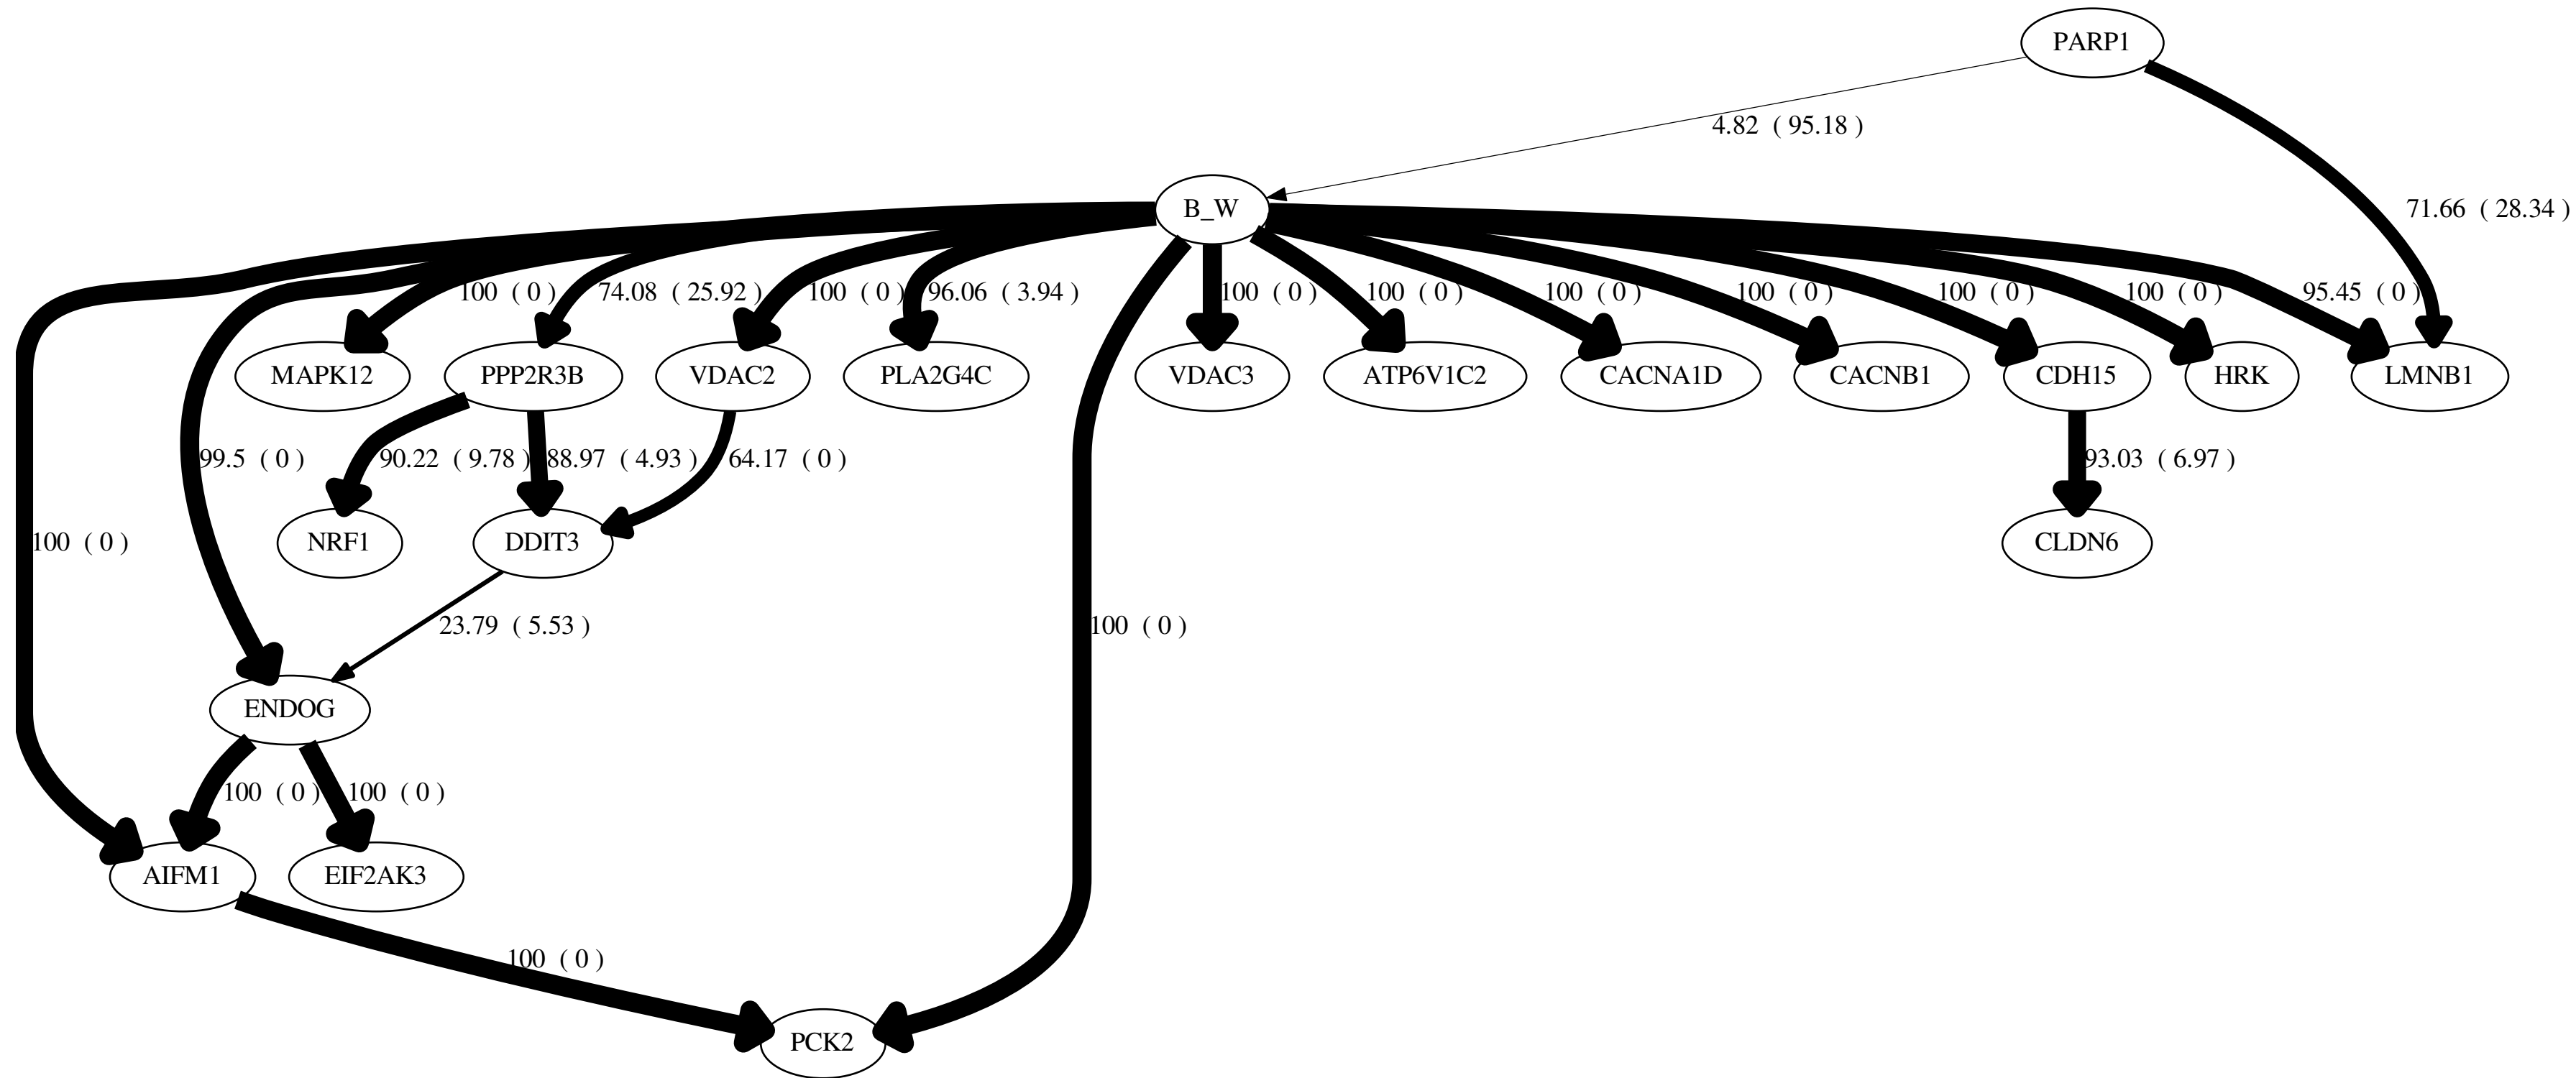 PARP1
4.82 ( 95.18 )
B_W
71.66 ( 28.34 )
100 ( 0 )
74.08 ( 25.92 )
100 ( 0 )
96.06 ( 3.94 )
100 ( 0 )
100 ( 0 )
100 ( 0 )
100 ( 0 )
100 ( 0 )
100 ( 0 )
95.45 ( 0 )
MAPK12
PPP2R3B
VDAC2
PLA2G4C
VDAC3
ATP6V1C2
CACNA1D
CACNB1
CDH15
HRK
LMNB1
99.5 ( 0 )
90.22 ( 9.78 )
88.97 ( 4.93 )
64.17 ( 0 )
93.03 ( 6.97 )
100 ( 0 )
NRF1
DDIT3
CLDN6
23.79 ( 5.53 )
100 ( 0 )
ENDOG
100 ( 0 )
100 ( 0 )
AIFM1
EIF2AK3
100 ( 0 )
PCK2